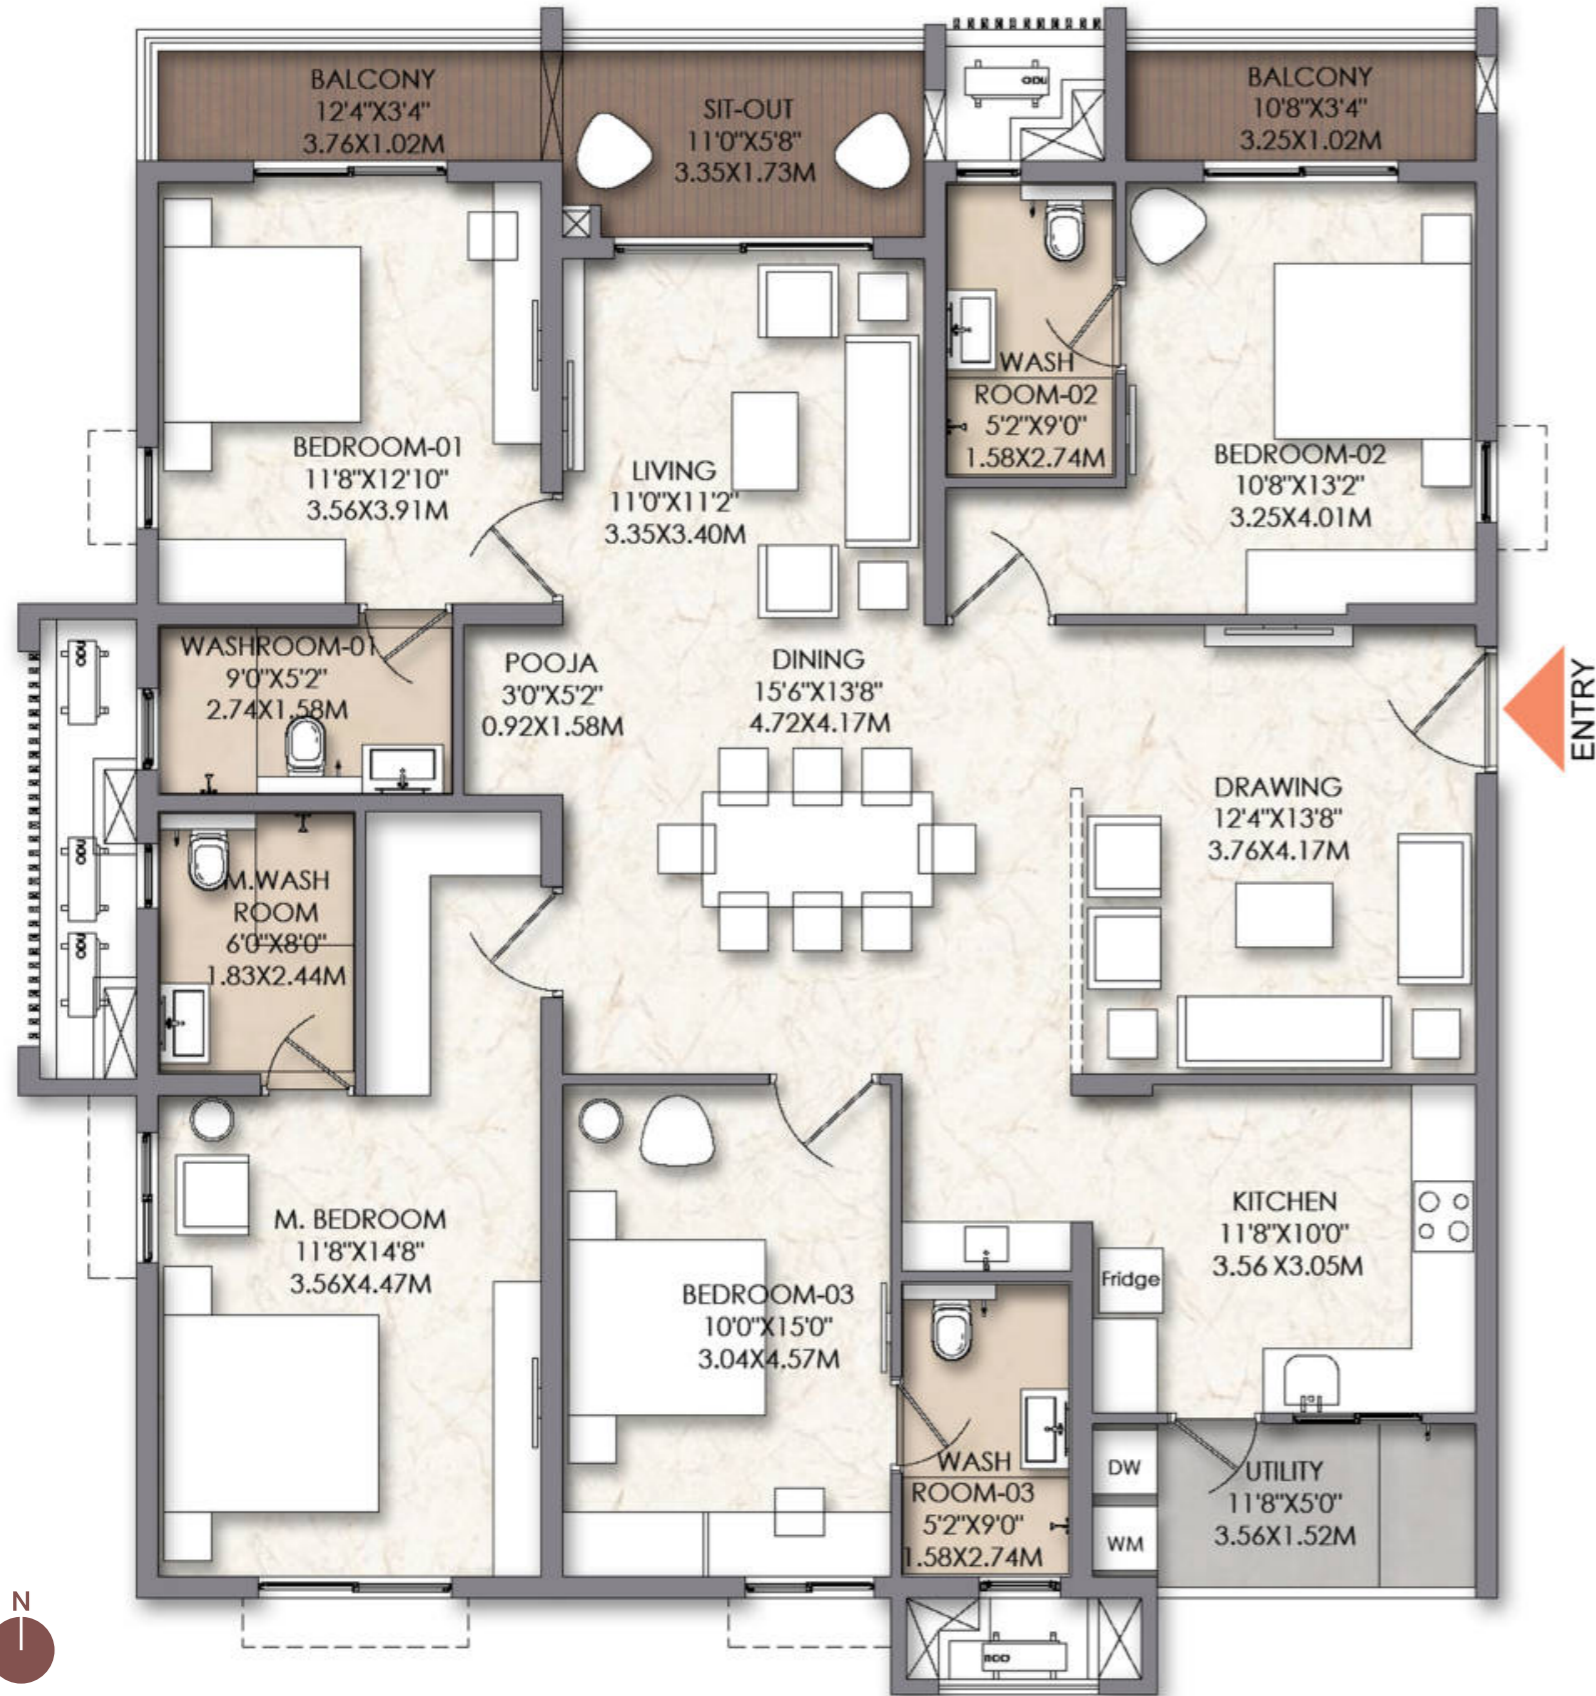 BALCONY
12'4"X3'4"
3.76X1.02M
SIT-OUT
11'0"X5'8"
3.35X1.73M
ODU
BALCONY
10'8"X3'4"
3.25X1.02M
BEDROOM-01
11'8"X12'10"
3.56X3.91M
LIVING
11'0"X11'2"
3.35X3.40M
WASH
ROOM-02
5'2"X9'0"
1.58X2.74M
BEDROOM-02
10'8"X13'2"
3.25X4.01M
ODU
WASHROOM-01
9'0"X5'2"
2.74X1.58M
POOJA
3'0"X5'2"
0.92X1.58M
DINING
15'6"X13'8"
4.72X4.17M
ENTRY
DRAWING
12'4"X13'8"
3.76X4.17M
ODU
M.WASH
ROOM
6'0"X8'0"
1.83X2.44M
ODU
M. BEDROOM
11'8"X14'8"
3.56X4.47M
BEDROOM-03
10'0"X15'0"
3.04X4.57M
KITCHEN
11'8"X10'0"
3.56 X3.05M
Fridge
WASH
ROOM-03
5'2"X9'0"
1.58X2.74M
DW
WM
UTILITY
11'8"X5'0"
3.56X1.52M
ODU
N